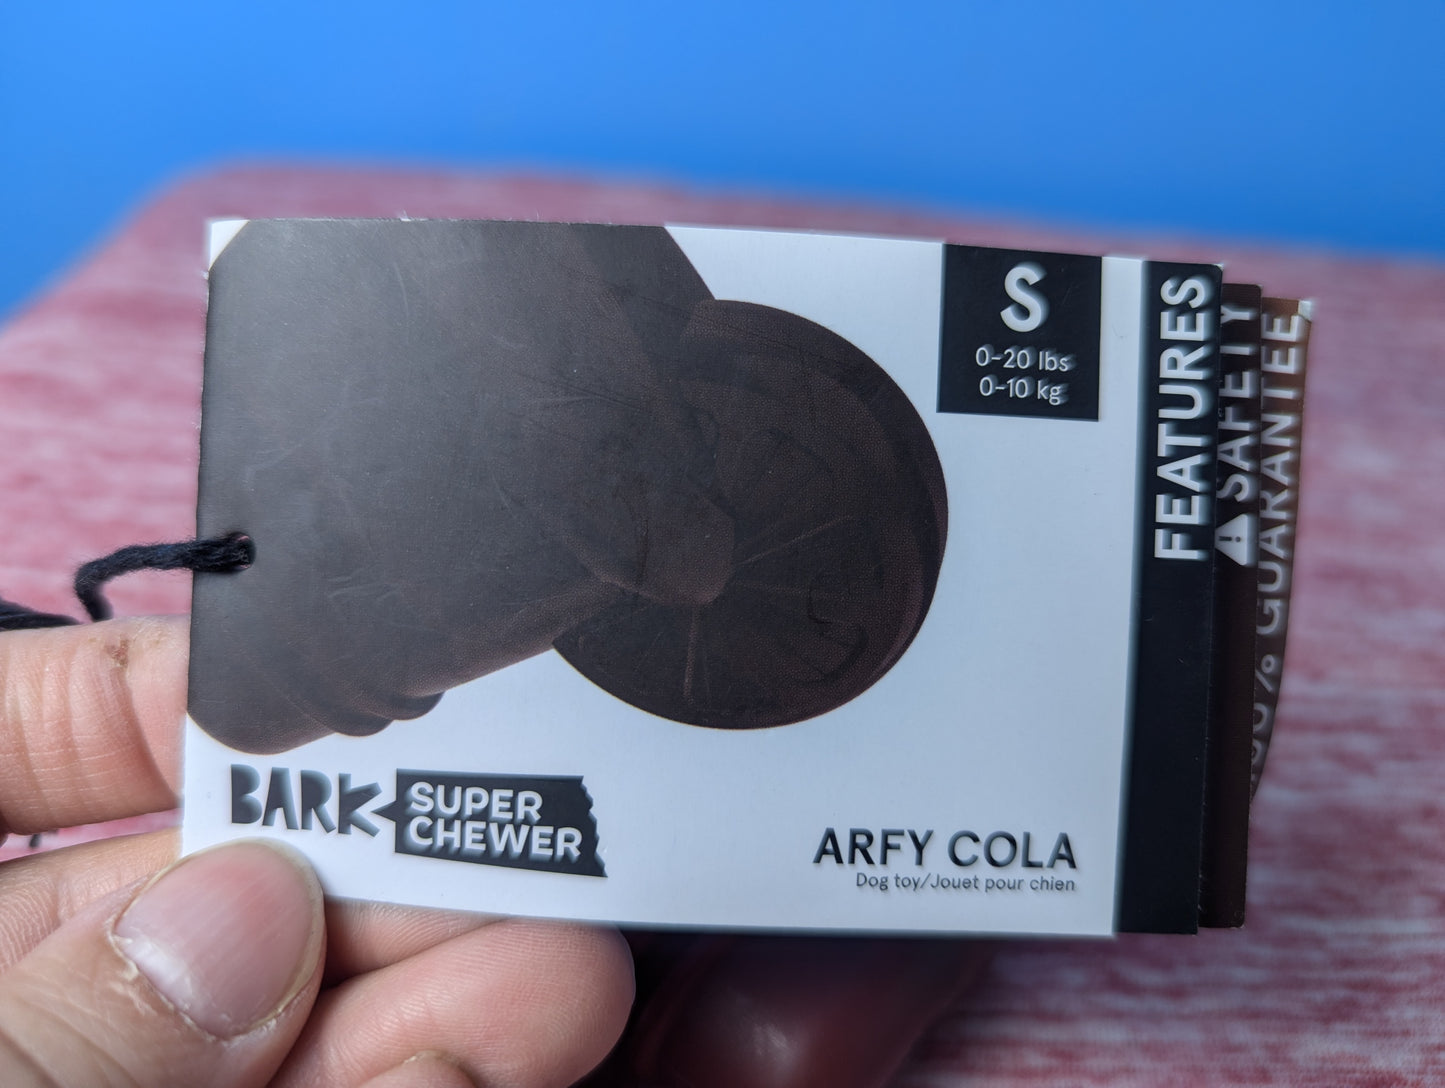 S
0-20 lbs
0-10 kg
BARK
SUPER
CHEWER
ARFY COLA
Dog toy/Jouet pour chien
FEATURES
SAFETY
100% GUARANTEE